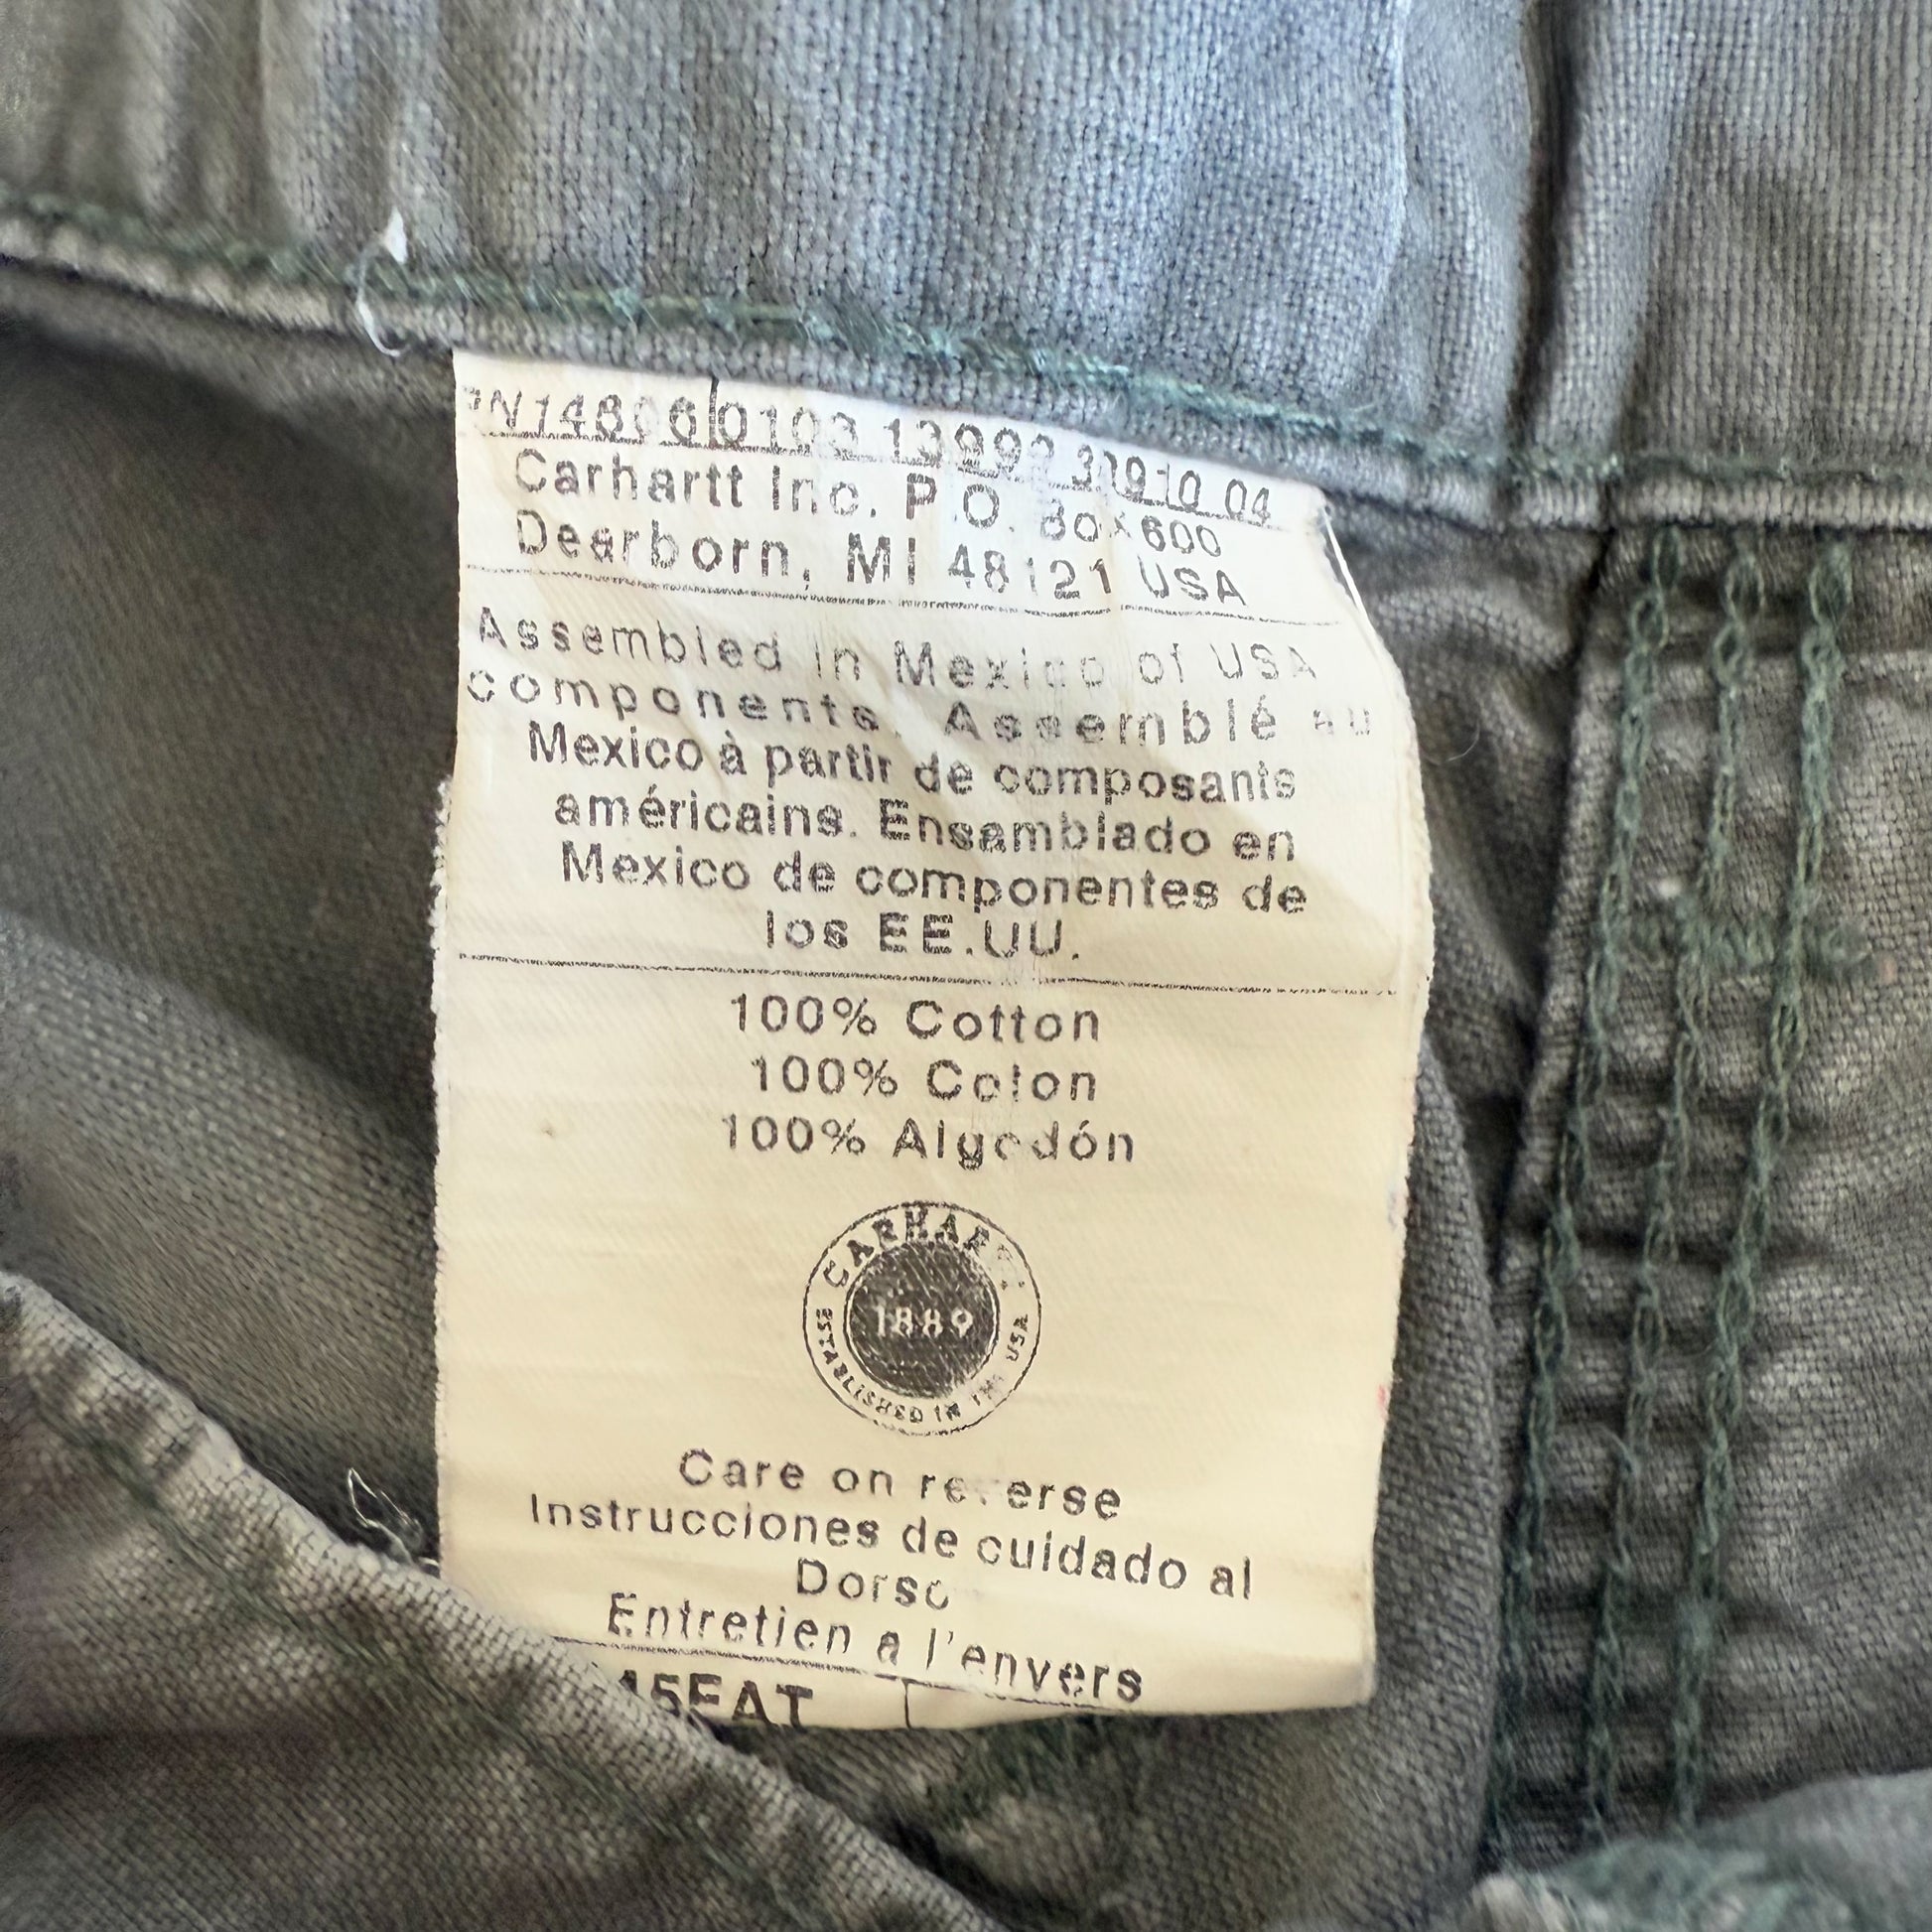 Carhartt Inc. P.O. Box 600
Dearborn, MI 48121 USA
Assembled in Mexico of USA
components. Assemblé au
Mexico à partir de composants
américains. Ensamblado en
Mexico de componentes de
los EE.UU.
100% Cotton
100% Coton
100% Algodón
CARHARTT
1889
ESTABLISHED IN THE USA
Care on reverse
Instrucciones de cuidado al
Dorso
Entretien a l'envers